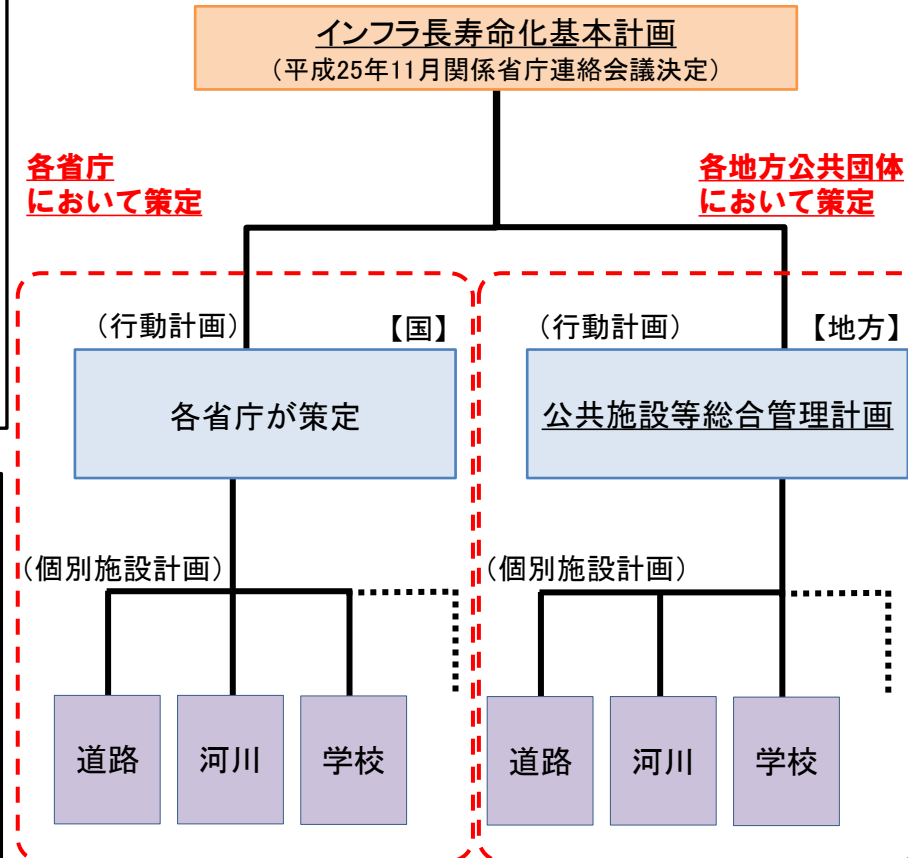 インフラ長寿命化基本計画
（平成25年11月関係省庁連絡会議決定）
各省庁
において策定
各地方公共団体
において策定
（行動計画）
【国】
（行動計画）
【地方】
各省庁が策定
公共施設等総合管理計画
（個別施設計画）
（個別施設計画）
道路
河川
学校
道路
河川
学校